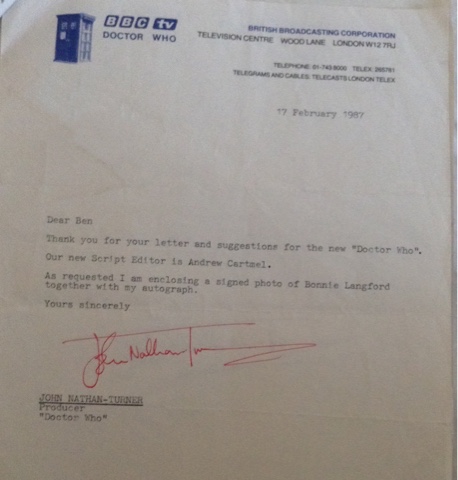 BBC tv
DOCTOR WHO
BRITISH BROADCASTING CORPORATION
TELEVISION CENTRE WOOD LANE LONDON W12 7RJ
TELEPHONE: 01-743 8000 TELEX: 265781
TELEGRAMS AND CABLES: TELECASTS LONDON TELEX
17 February 1987
Dear Ben
Thank you for your letter and suggestions for the new "Doctor Who".
Our new Script Editor is Andrew Cartmel.
As requested I am enclosing a signed photo of Bonnie Langford
together with my autograph.
Yours sincerely
John Nathan-Turner
JOHN NATHAN-TURNER
Producer
"Doctor Who"